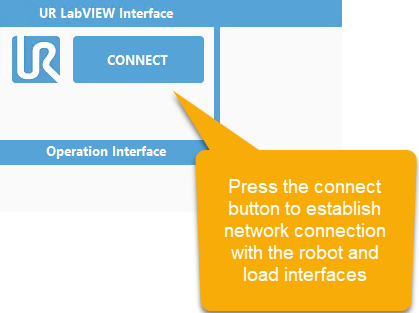 UR LabVIEW Interface
UR
CONNECT
Operation Interface
Press the connect
button to establish
network connection
with the robot and
load interfaces